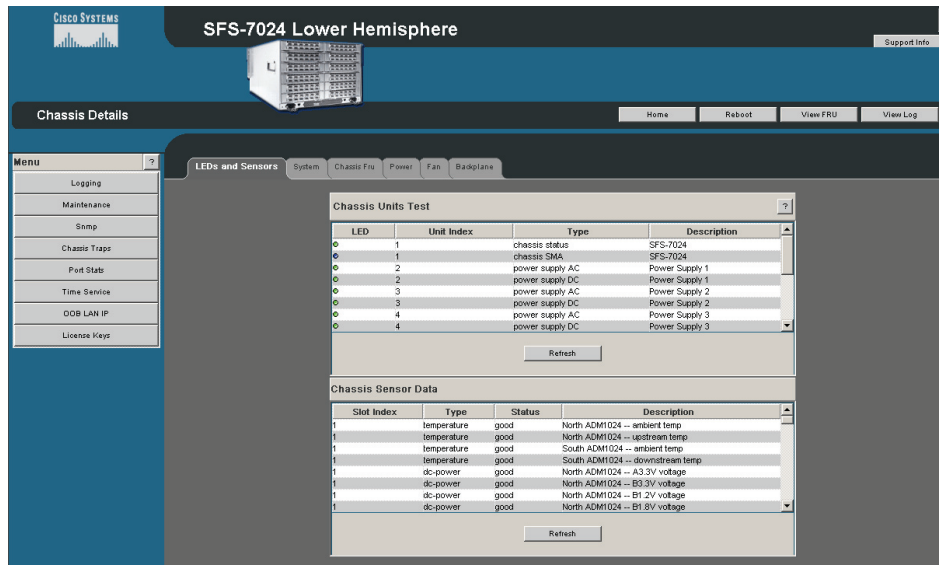 CISCO SYSTEMS
SFS-7024 Lower Hemisphere
Support Info
Chassis Details
Home Reboot View FRU View Log
Menu ?
Logging
Maintenance
Snmp
Chassis Traps
Port Stats
Time Service
OOB LAN IP
License Keys
LEDs and Sensors System Chassis Fru Power Fan Backplane
Chassis Units Test ?
LED Unit Index Type Description
1 chassis status SFS-7024
1 chassis SMA SFS-7024
2 power supply AC Power Supply 1
2 power supply DC Power Supply 1
3 power supply AC Power Supply 2
3 power supply DC Power Supply 2
4 power supply AC Power Supply 3
4 power supply DC Power Supply 3
Refresh
Chassis Sensor Data
Slot Index Type Status Description
1 temperature good North ADM1024 -- ambient temp
1 temperature good North ADM1024 -- upstream temp
1 temperature good South ADM1024 -- ambient temp
1 temperature good South ADM1024 -- downstream temp
1 dc-power good North ADM1024 -- A3.3V voltage
1 dc-power good North ADM1024 -- B3.3V voltage
1 dc-power good North ADM1024 -- B1.2V voltage
1 dc-power good North ADM1024 -- B1.8V voltage
Refresh